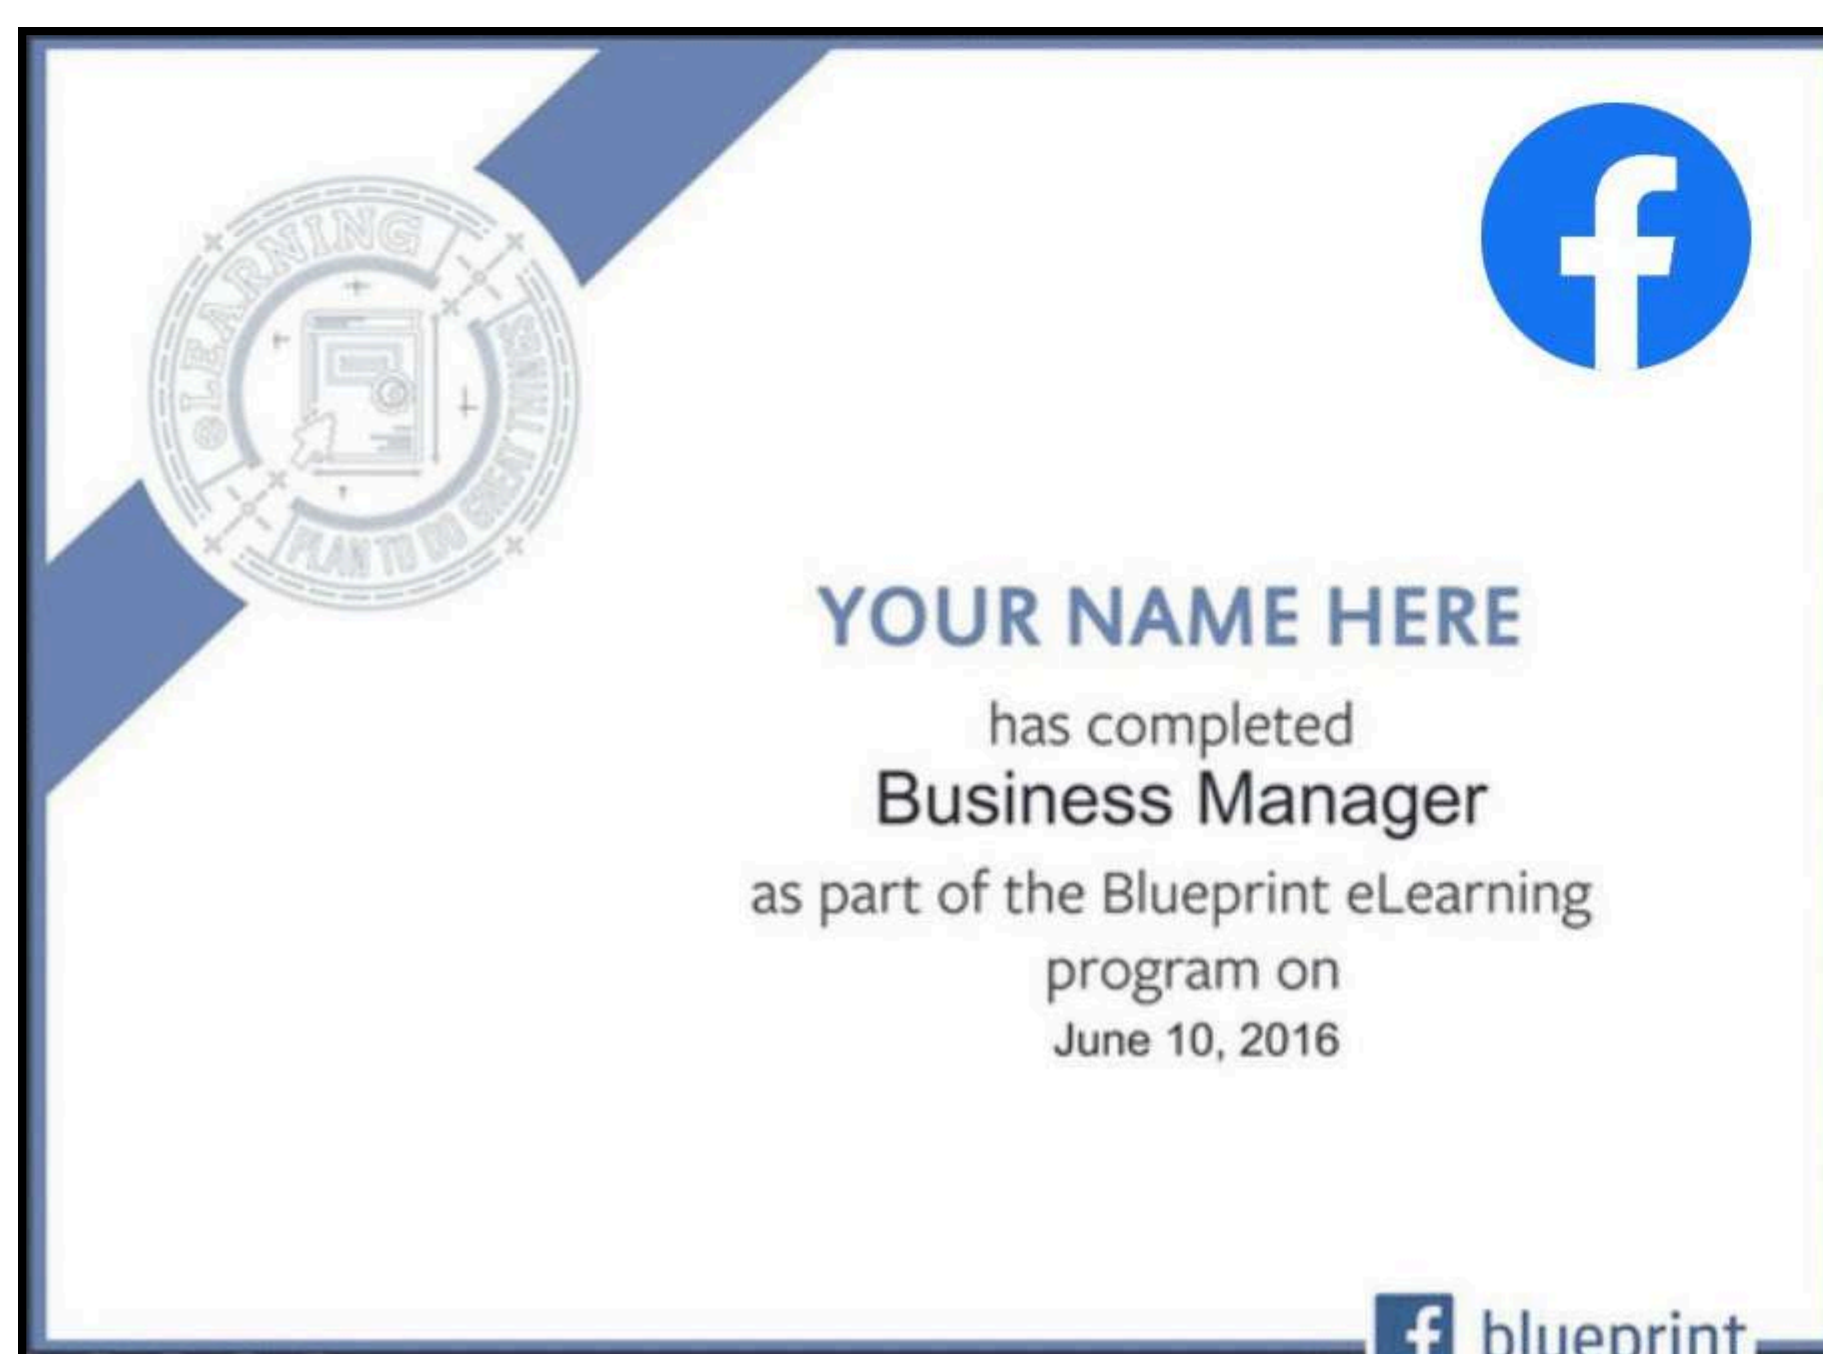 eLEARNING
PLAN TO DO GREAT THINGS
YOUR NAME HERE
has completed
Business Manager
as part of the Blueprint eLearning
program on
June 10, 2016
f blueprint